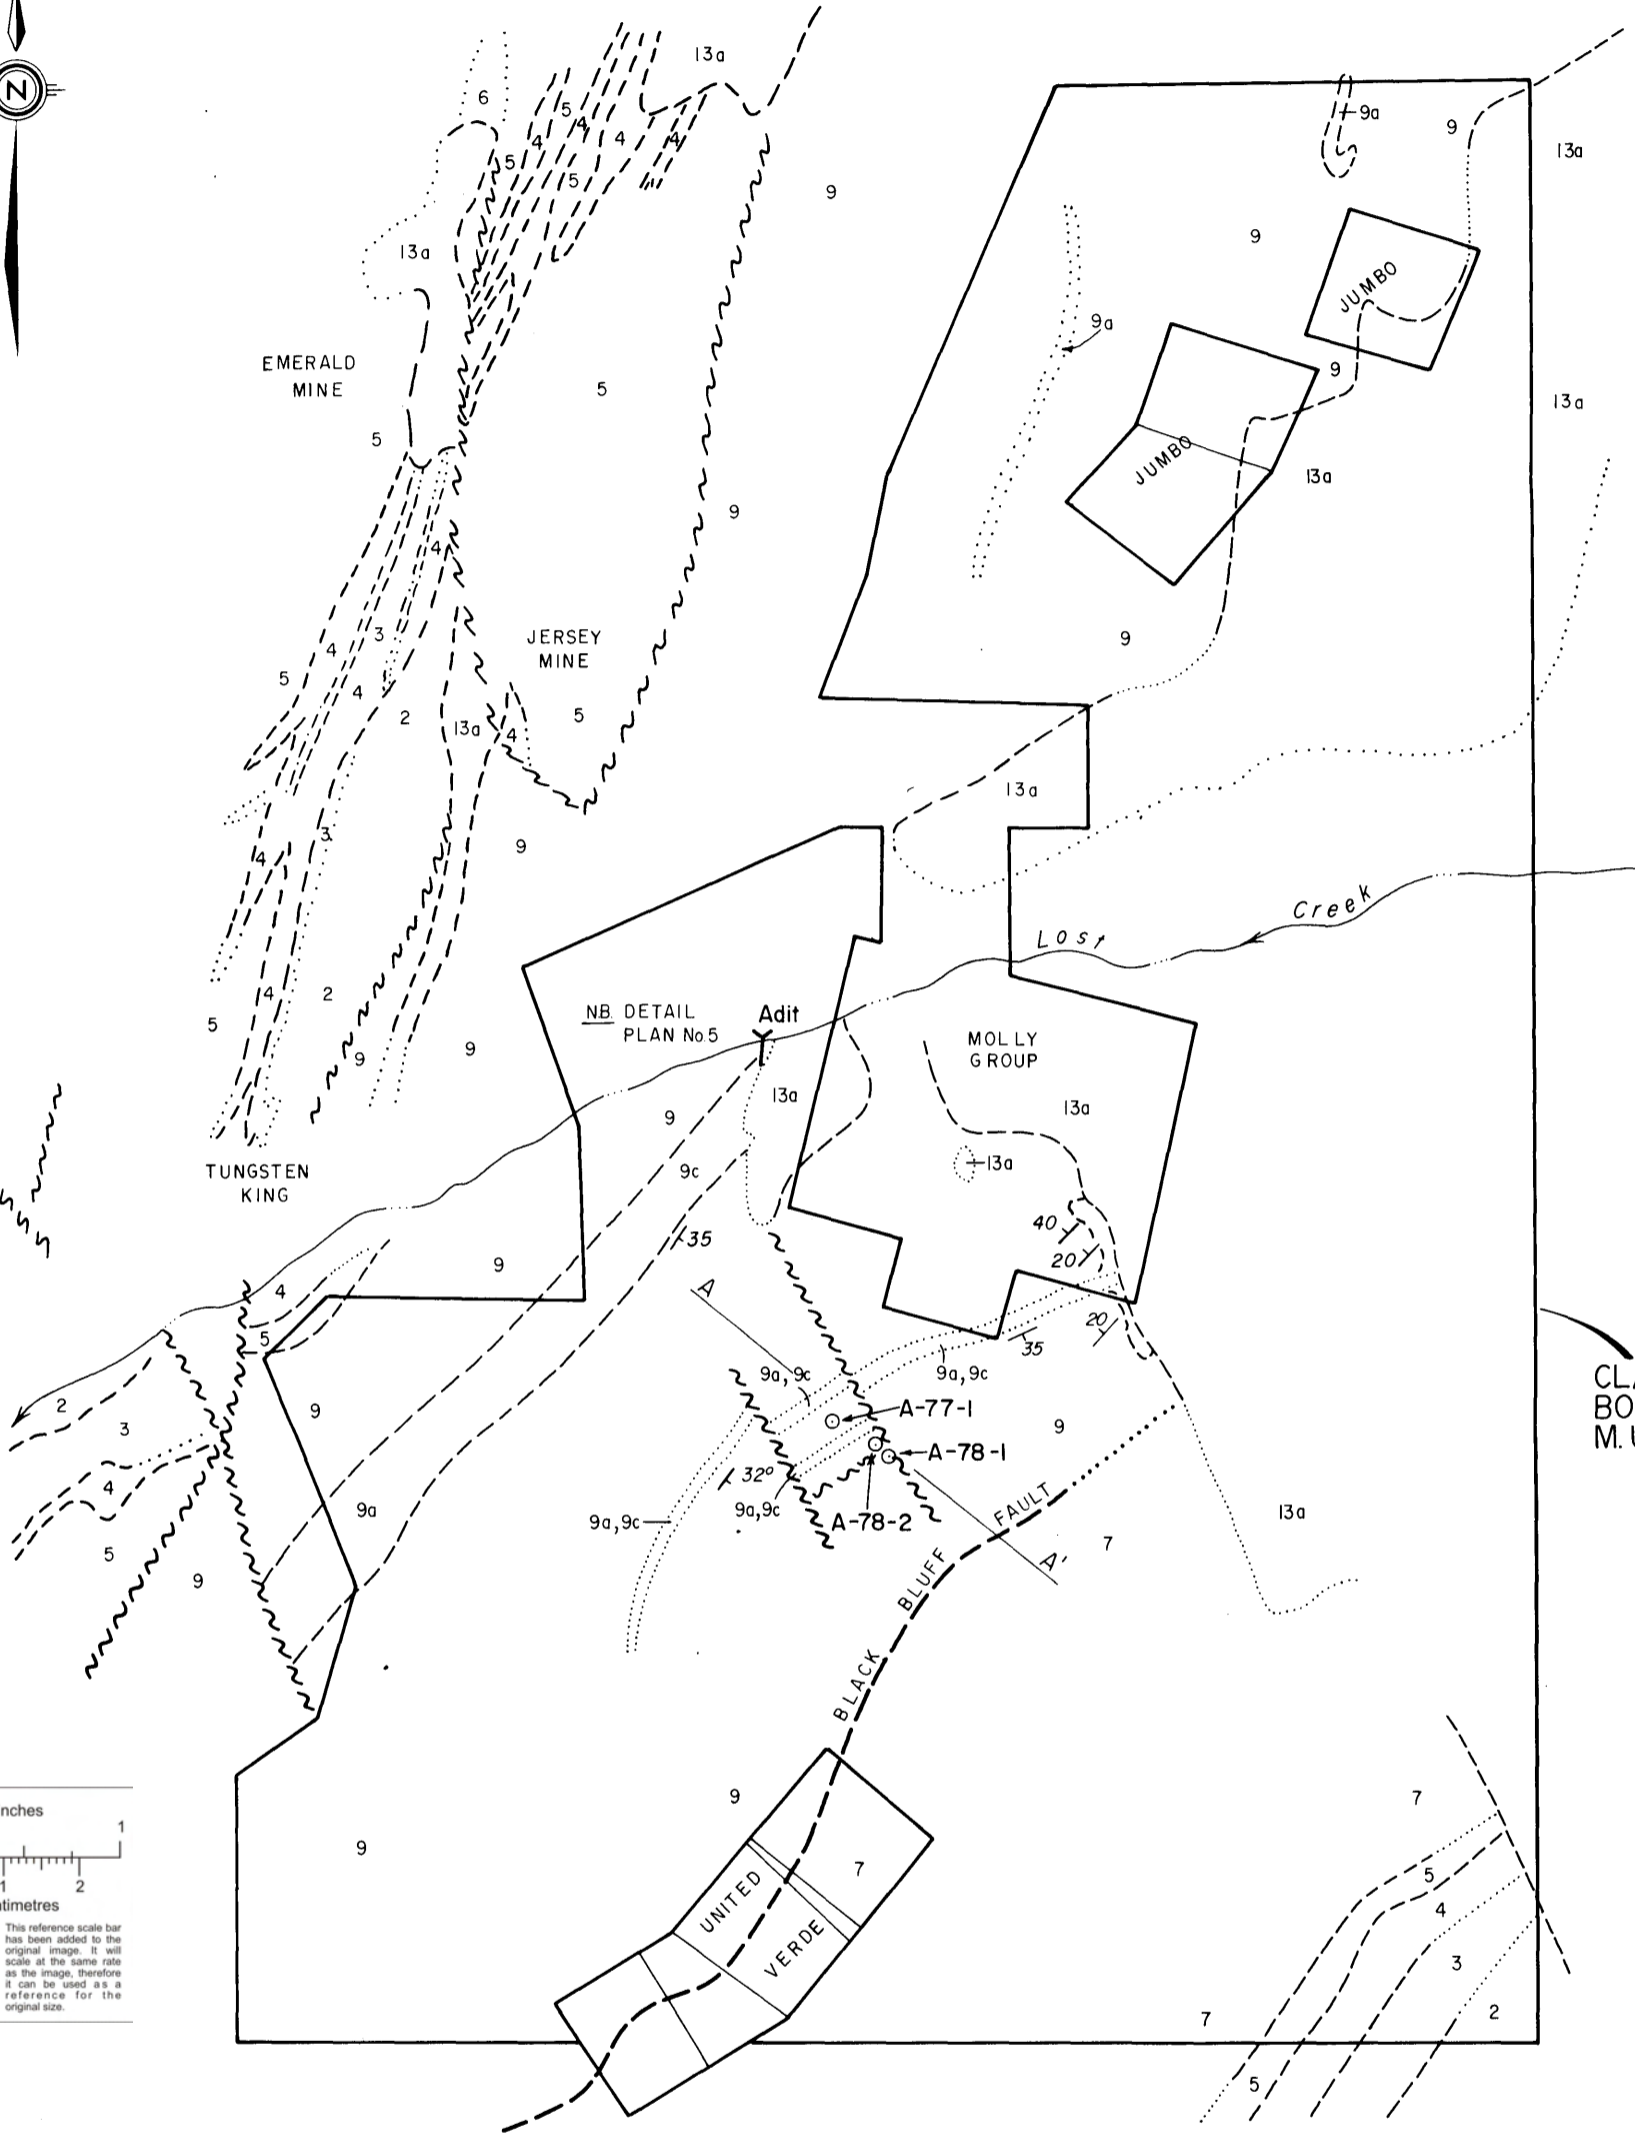 N
13a
6
5
4
4
4
4
5
5
9a
9
13a
9
13a
9
JUMBO
9a
EMERALD
MINE
9
5
13a
5
JUMBO
13a
9
4
3
JERSEY
MINE
9
4
5
4
2
13a
4
5
13a
3
9
4
Creek
Lost
4
2
N.B. DETAIL
PLAN No.5
Adit
5
MOLLY
GROUP
9
9
13a
13a
9
TUNGSTEN
KING
9c
13a
40
35
20
9
A
4
20
5
35
9a, 9c
9a, 9c
CL
BO
M.
2
9
A-77-1
3
9
A-78-1
32°
4
9a
9a,9c
9a,9c
A-78-2
13a
5
BLACK BLUFF FAULT
7
A'
9
nches
1
9
7
9
7
5
UNITED
VERDE
4
1
2
timetres
This reference scale bar
has been added to the
original image. It will
scale at the same rate
as the image, therefore
it can be used as a
reference for the
original size.
3
7
2
5